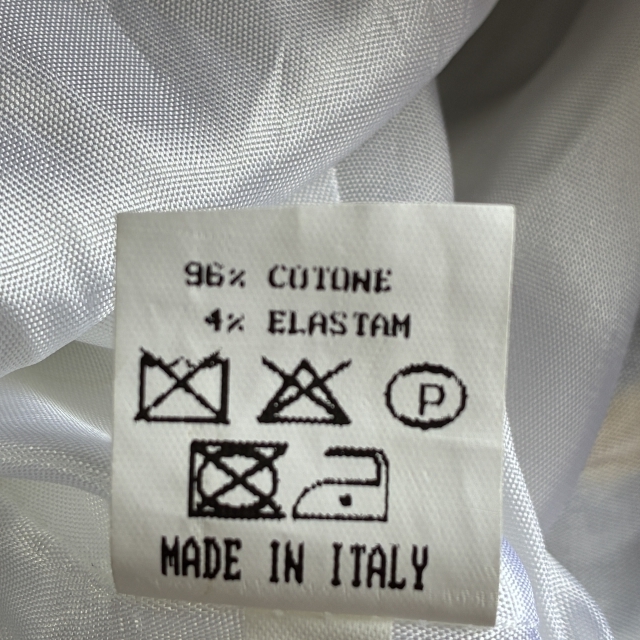 96% COTONE
4% ELASTAM
P
MADE IN ITALY